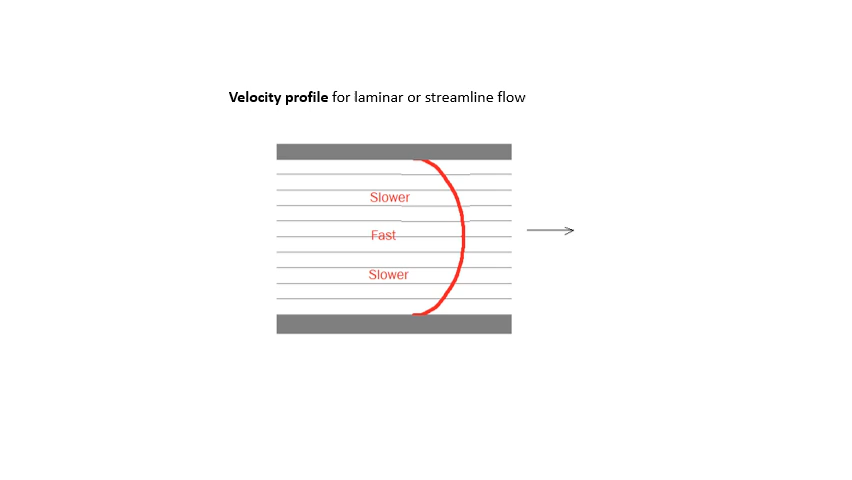 Velocity profile for laminar or streamline flow
Slower
Fast
Slower